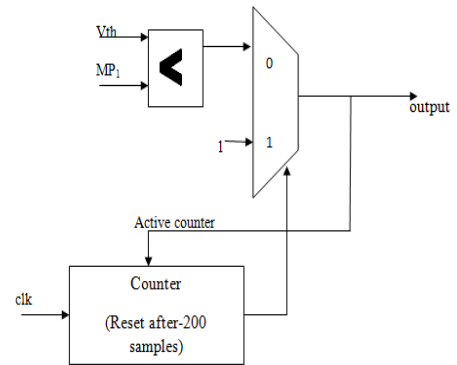 Vth
MP₁
<
0
1
1
output
Active counter
Counter
clk
(Reset after-200
samples)